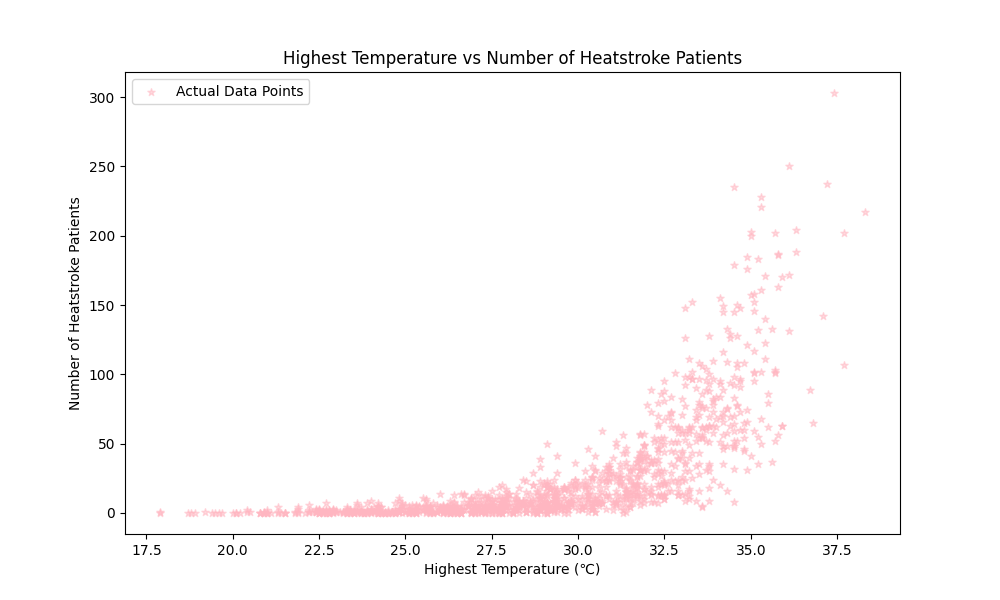 Highest Temperature vs Number of Heatstroke Patients
Actual Data Points
Number of Heatstroke Patients
300
250
200
150
100
50
0
17.5 20.0 22.5 25.0 27.5 30.0 32.5 35.0 37.5
Highest Temperature (℃)